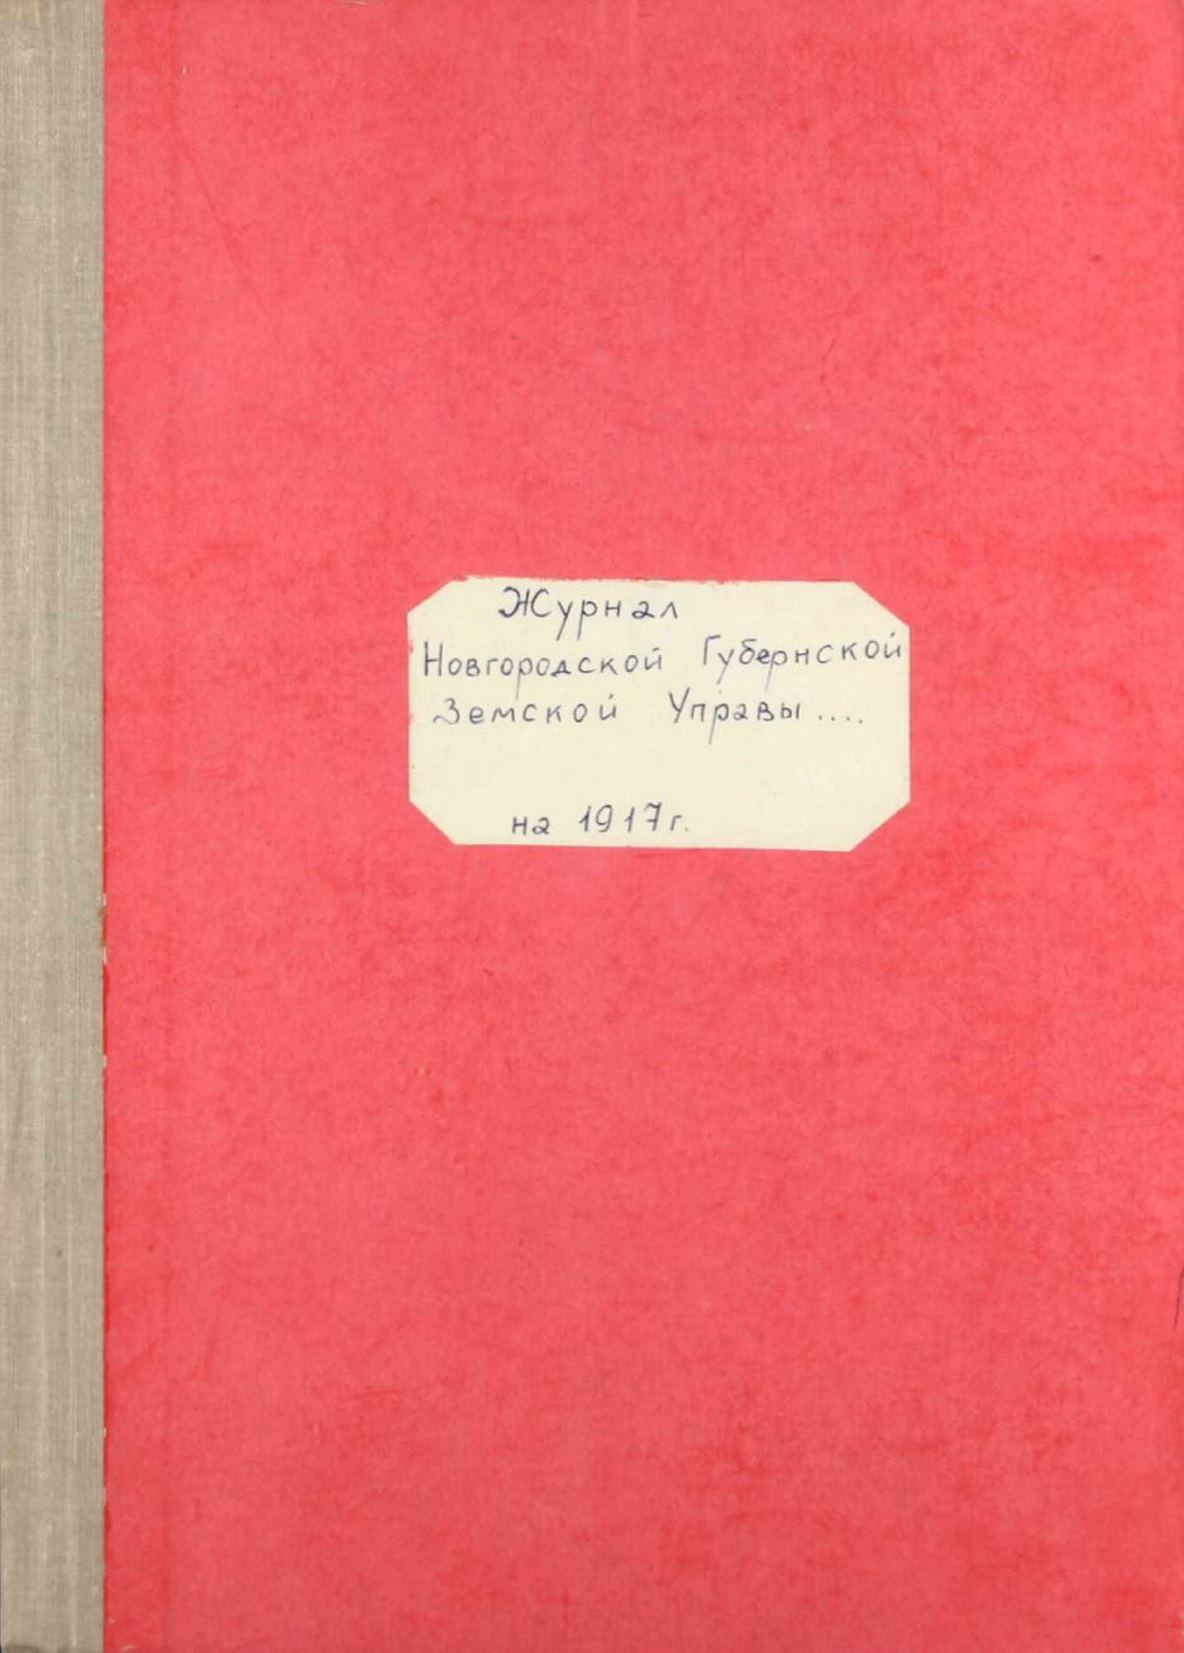 Журнал
Новгородской Губернской
Земской Управы....
на 1917г.